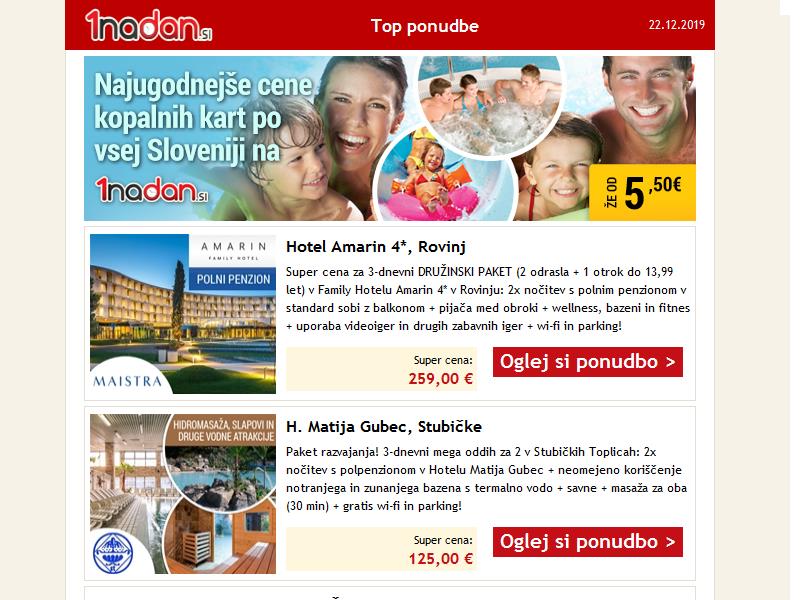 1nadan.si
Top ponudbe
22.12.2019
Najugodnejše cene
kopalnih kart po
vsej Sloveniji na
1nadan.si
ŽE OD 5,50€
AMARIN
FAMILY HOTEL
POLNI PENZION
MAISTRA
Hotel Amarin 4*, Rovinj
Super cena za 3-dnevni DRUŽINSKI PAKET (2 odrasla + 1 otrok do 13,99
let) v Family Hotelu Amarin 4* v Rovinju: 2x nočitev s polnim penzionom v
standard sobi z balkonom + pijača med obroki + wellness, bazeni in fitnes
+ uporaba videoiger in drugih zabavnih iger + wi-fi in parking!
Super cena:
259,00 €
Oglej si ponudbo >
HIDROMASAŽA, SLAPOVI IN
DRUGE VODNE ATRAKCIJE
H. Matija Gubec, Stubičke
Paket razvajanja! 3-dnevni mega oddih za 2 v Stubičkih Toplicah: 2x
nočitev s polpenzionom v Hotelu Matija Gubec + neomejeno koriščenje
notranjega in zunanjega bazena s termalno vodo + savne + masaža za oba
(30 min) + gratis wi-fi in parking!
Super cena:
125,00 €
Oglej si ponudbo >